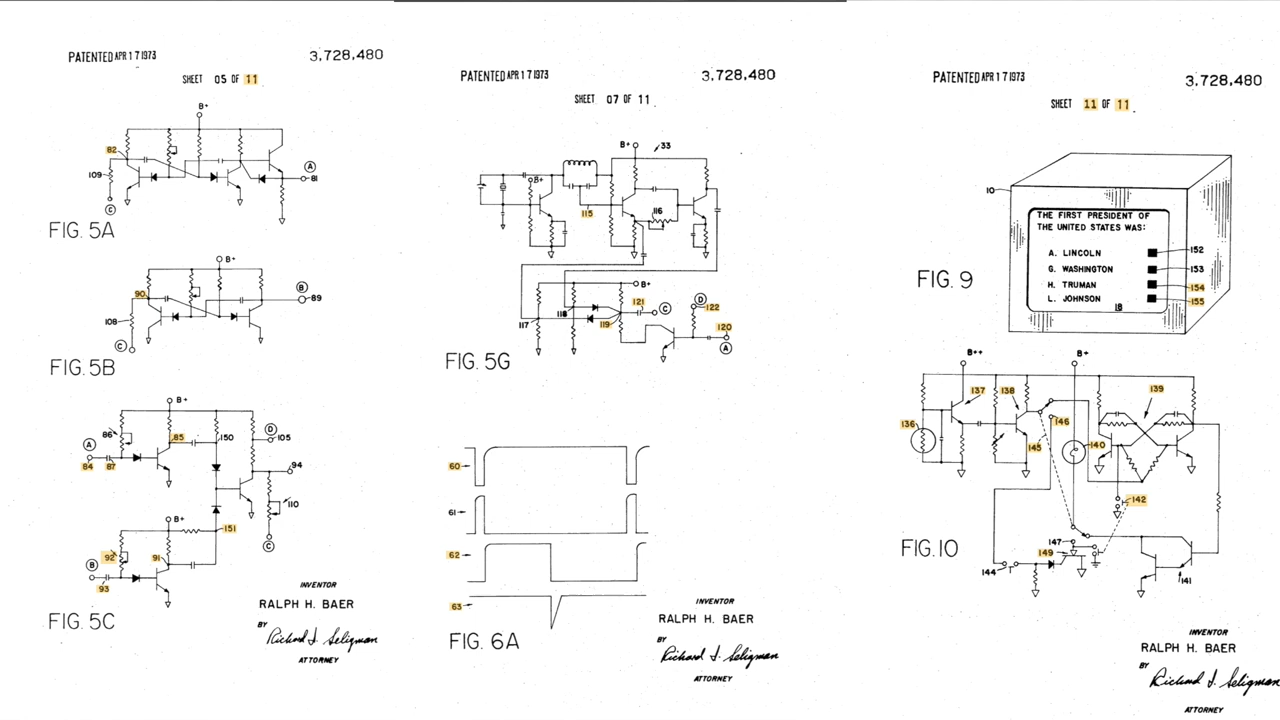 PATENTED APR 17 1973
3,728,480
SHEET 05 OF 11
B+
82
109
A
81
C
FIG. 5A
B+
90
B
89
108
C
FIG. 5B
B+
86
85
150
D
105
A
84
87
94
110
B+
151
C
92
91
B
93
FIG. 5C
INVENTOR
RALPH H. BAER
BY
Richard I. Seligman
ATTORNEY
PATENTED APR 17 1973
3,728,480
SHEET 07 OF 11
B+
33
B+
115
116
B+
121
C
D
122
118
117
119
120
A
FIG. 5G
60
61
62
63
FIG. 6A
INVENTOR
RALPH H. BAER
BY
Richard I. Seligman
ATTORNEY
PATENTED APR 17 1973
3,728,480
SHEET 11 OF 11
10
THE FIRST PRESIDENT OF
THE UNITED STATES WAS:
A. LINCOLN
152
G. WASHINGTON
153
H. TRUMAN
154
L. JOHNSON
155
18
FIG. 9
B++
B+
137
138
139
136
146
145
140
142
147
149
144
141
FIG. 10
INVENTOR
RALPH H. BAER
BY
Richard I. Seligman
ATTORNEY